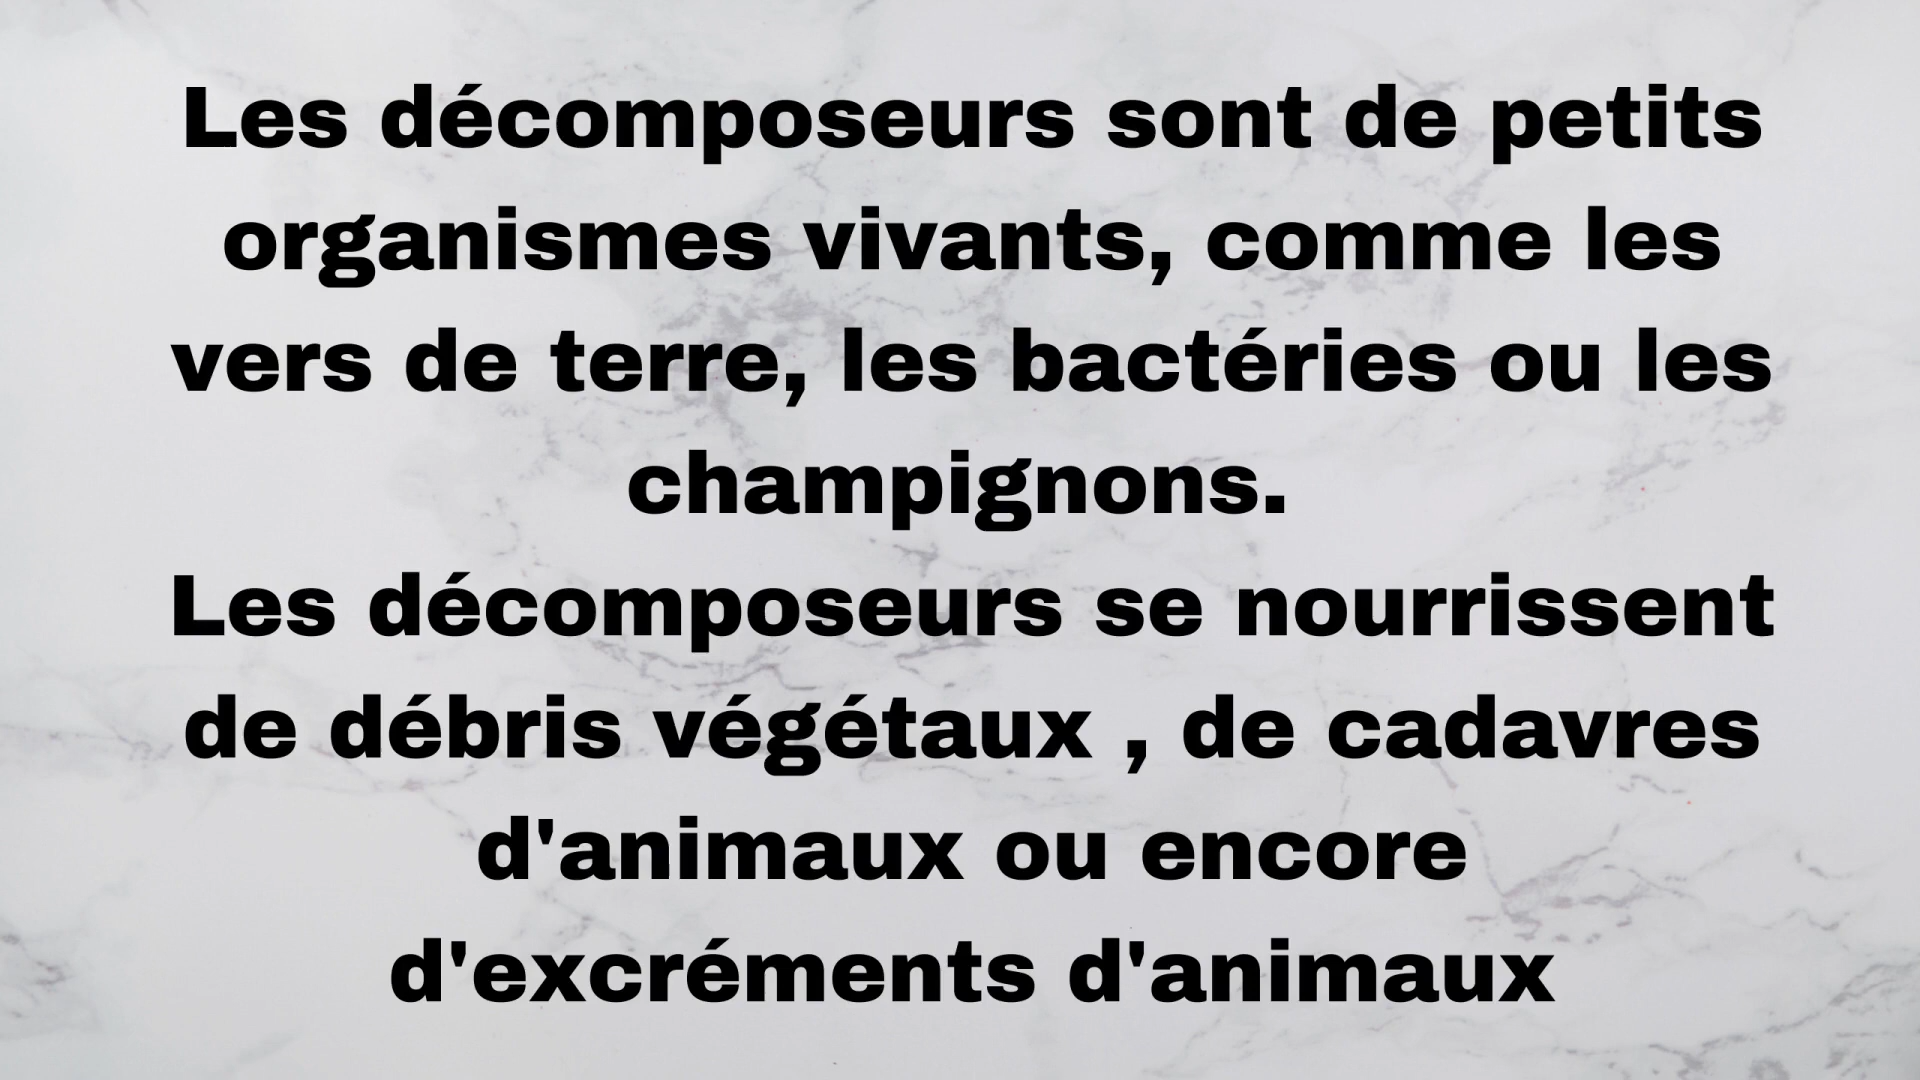 Les décomposeurs sont de petits
organismes vivants, comme les
vers de terre, les bactéries ou les
champignons.
Les décomposeurs se nourrissent
de débris végétaux , de cadavres
d'animaux ou encore
d'excréments d'animaux